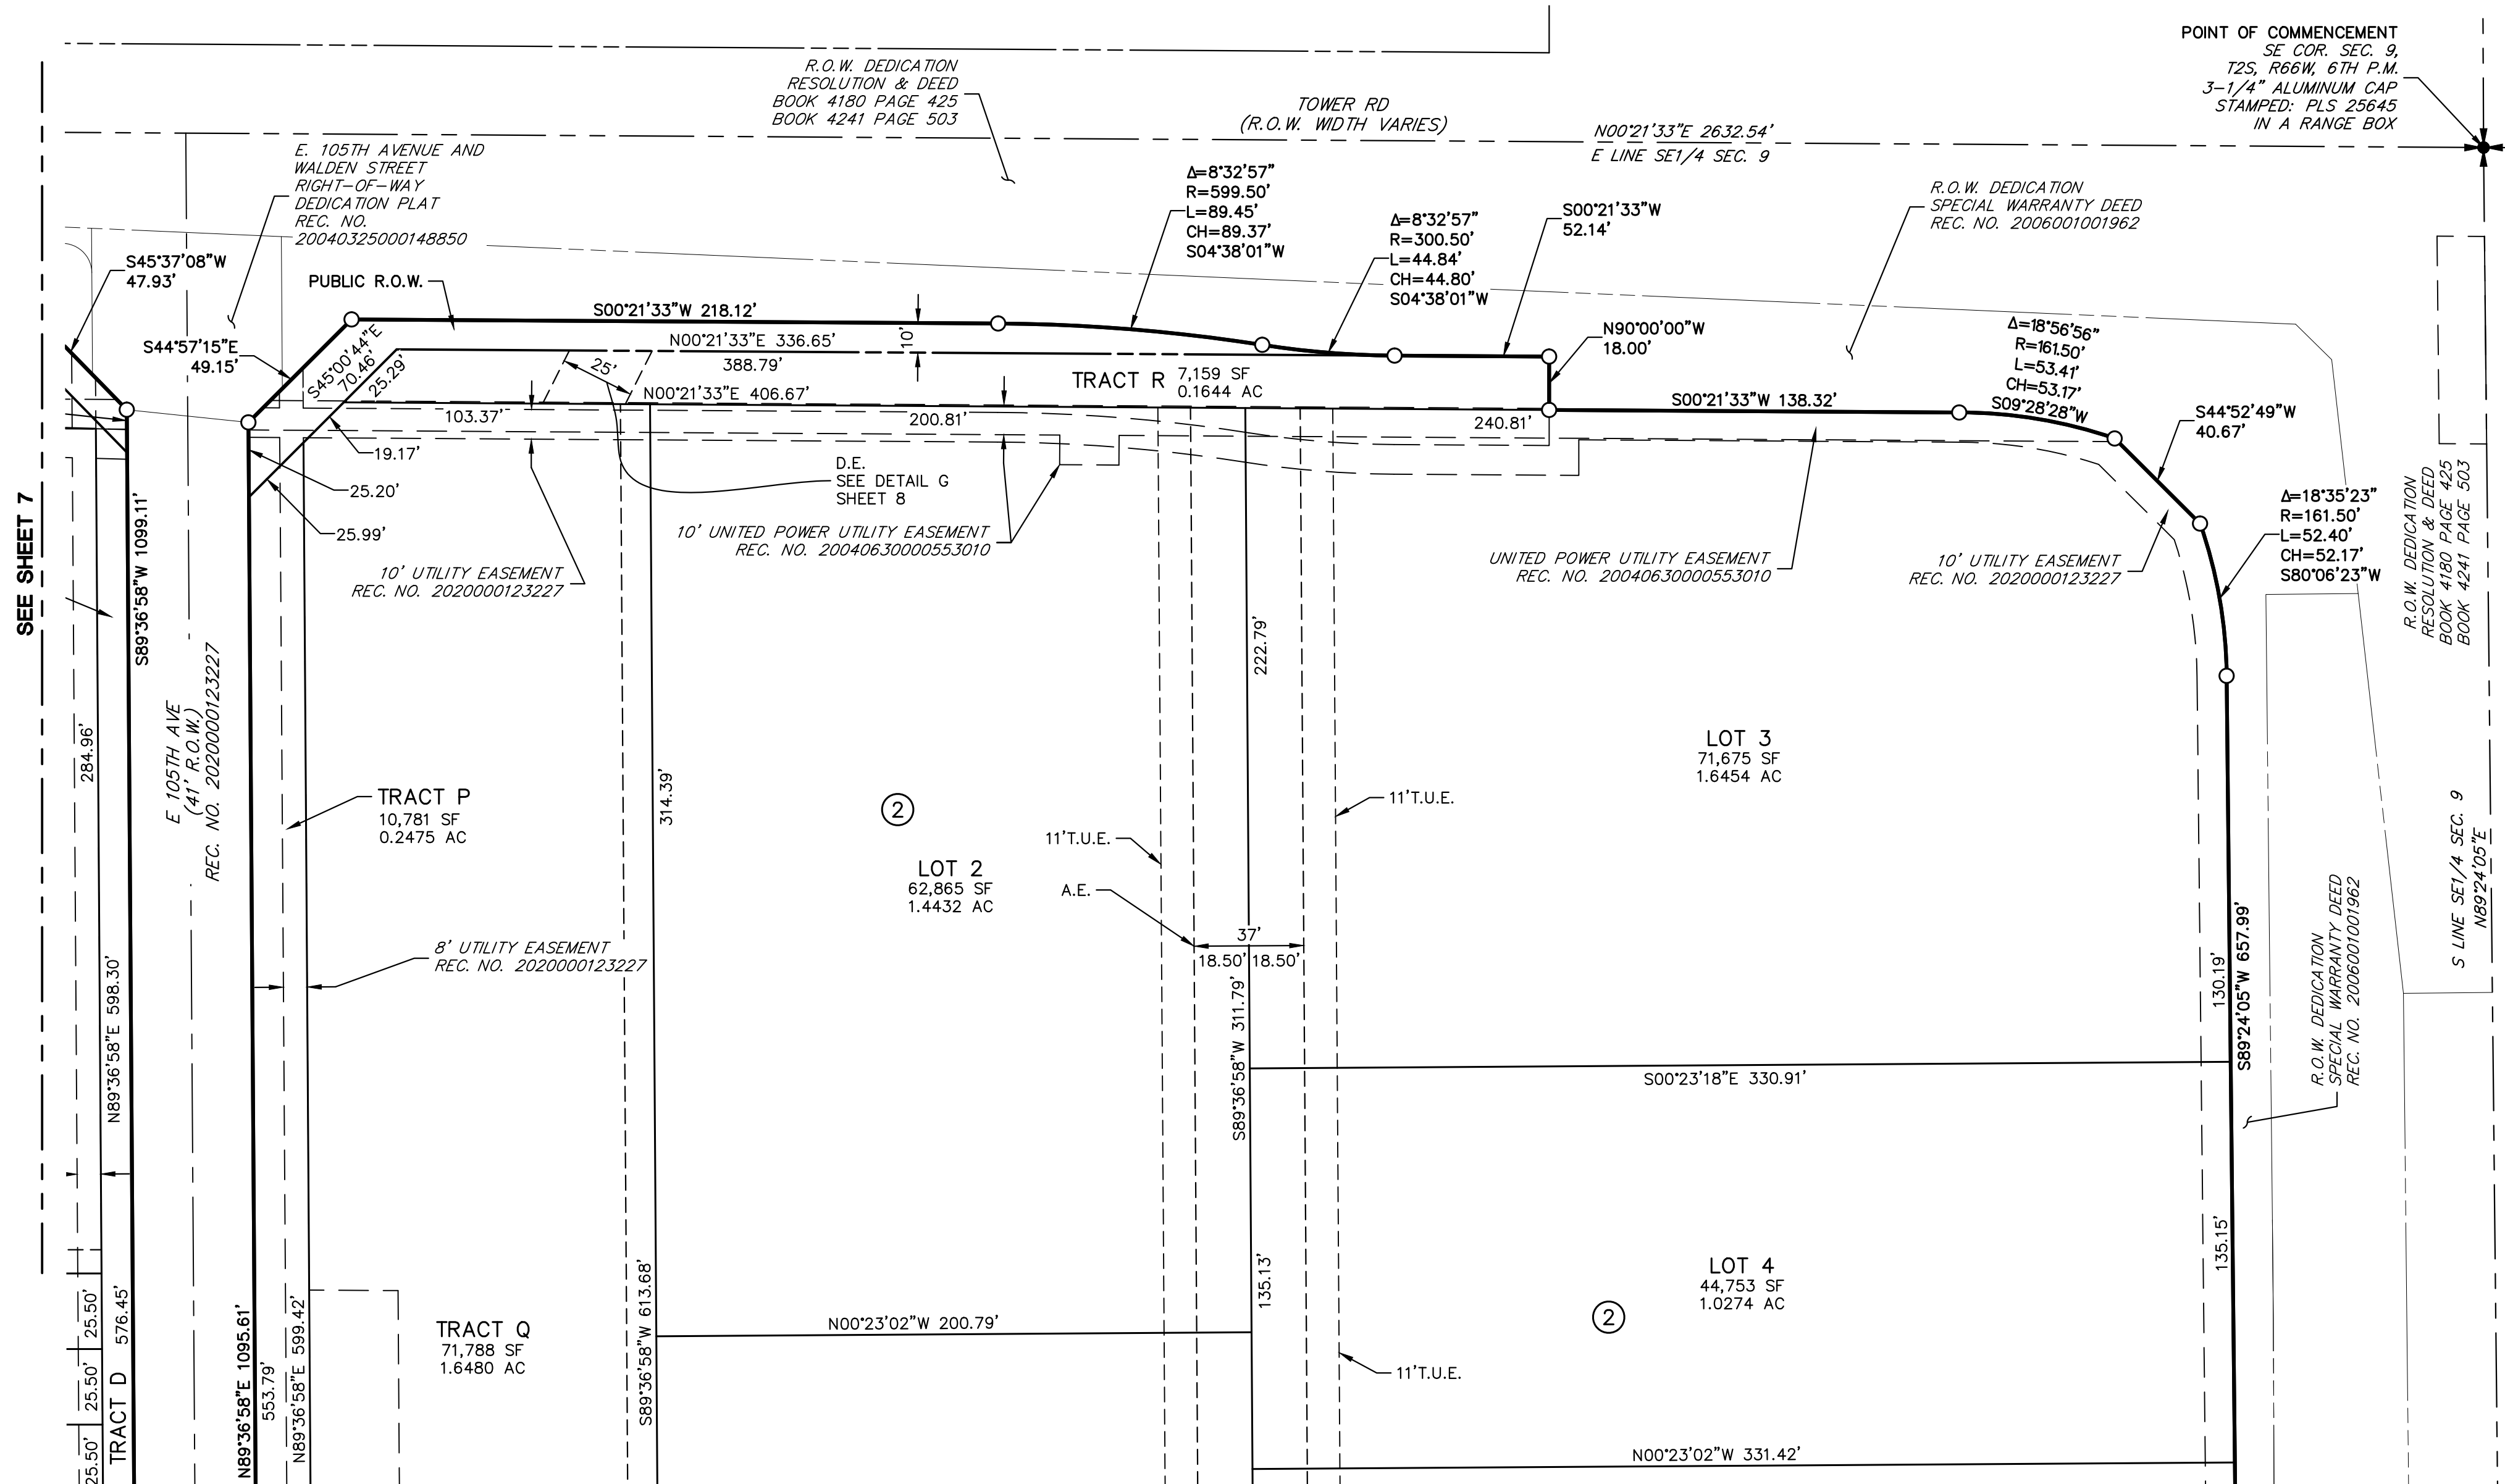 POINT OF COMMENCEMENT
SE COR. SEC. 9,
T2S, R66W, 6TH P.M.
3-1/4" ALUMINUM CAP
STAMPED: PLS 25645
IN A RANGE BOX
R.O.W. DEDICATION
RESOLUTION & DEED
BOOK 4180 PAGE 425
BOOK 4241 PAGE 503
TOWER RD
(R.O.W. WIDTH VARIES)
N00°21'33"E 2632.54'
E LINE SE1/4 SEC. 9
E. 105TH AVENUE AND
WALDEN STREET
RIGHT-OF-WAY
DEDICATION PLAT
REC. NO.
20040325000148850
Δ=8°32'57"
R=599.50'
L=89.45'
CH=89.37'
S04°38'01"W
Δ=8°32'57"
R=300.50'
L=44.84'
CH=44.80'
S04°38'01"W
S00°21'33"W
52.14'
R.O.W. DEDICATION
SPECIAL WARRANTY DEED
REC. NO. 2006001001962
S45°37'08"W
47.93'
PUBLIC R.O.W.
S00°21'33"W 218.12'
10'
N90°00'00"W
18.00'
Δ=18°56'56"
R=161.50'
L=53.41'
CH=53.17'
S09°28'28"W
S44°57'15"E
49.15'
S45°00'44"E
70.46'
25.29'
N00°21'33"E 336.65'
388.79'
25'
TRACT R
7,159 SF
0.1644 AC
N00°21'33"E 406.67'
103.37'
200.81'
240.81'
S00°21'33"W 138.32'
S44°52'49"W
40.67'
19.17'
25.20'
25.99'
D.E.
SEE DETAIL G
SHEET 8
10' UNITED POWER UTILITY EASEMENT
REC. NO. 20040630000553010
10' UTILITY EASEMENT
REC. NO. 2020000123227
UNITED POWER UTILITY EASEMENT
REC. NO. 20040630000553010
10' UTILITY EASEMENT
REC. NO. 2020000123227
Δ=18°35'23"
R=161.50'
L=52.40'
CH=52.17'
S80°06'23"W
R.O.W. DEDICATION
RESOLUTION & DEED
BOOK 4180 PAGE 425
BOOK 4241 PAGE 503
SEE SHEET 7
S89°36'58"W 1099.11'
E 105TH AVE
(41' R.O.W.)
REC. NO. 2020000123227
284.96'
TRACT P
10,781 SF
0.2475 AC
314.39'
2
LOT 2
62,865 SF
1.4432 AC
222.79'
11'T.U.E.
A.E.
37'
18.50'
18.50'
11'T.U.E.
LOT 3
71,675 SF
1.6454 AC
8' UTILITY EASEMENT
REC. NO. 2020000123227
N89°36'58"E 598.30'
S89°36'58"W 311.79'
130.19'
S89°24'05"W 657.99'
R.O.W. DEDICATION
SPECIAL WARRANTY DEED
REC. NO. 2006001001962
S LINE SE1/4 SEC. 9
N89°24'05"E
S00°23'18"E 330.91'
135.15'
LOT 4
44,753 SF
1.0274 AC
2
11'T.U.E.
135.13'
N00°23'02"W 200.79'
N00°23'02"W 331.42'
S89°36'58"W 613.68'
TRACT Q
71,788 SF
1.6480 AC
N89°36'58"E 599.42'
553.79'
N89°36'58"E 1095.61'
576.45'
TRACT D
25.50'
25.50'
25.50'